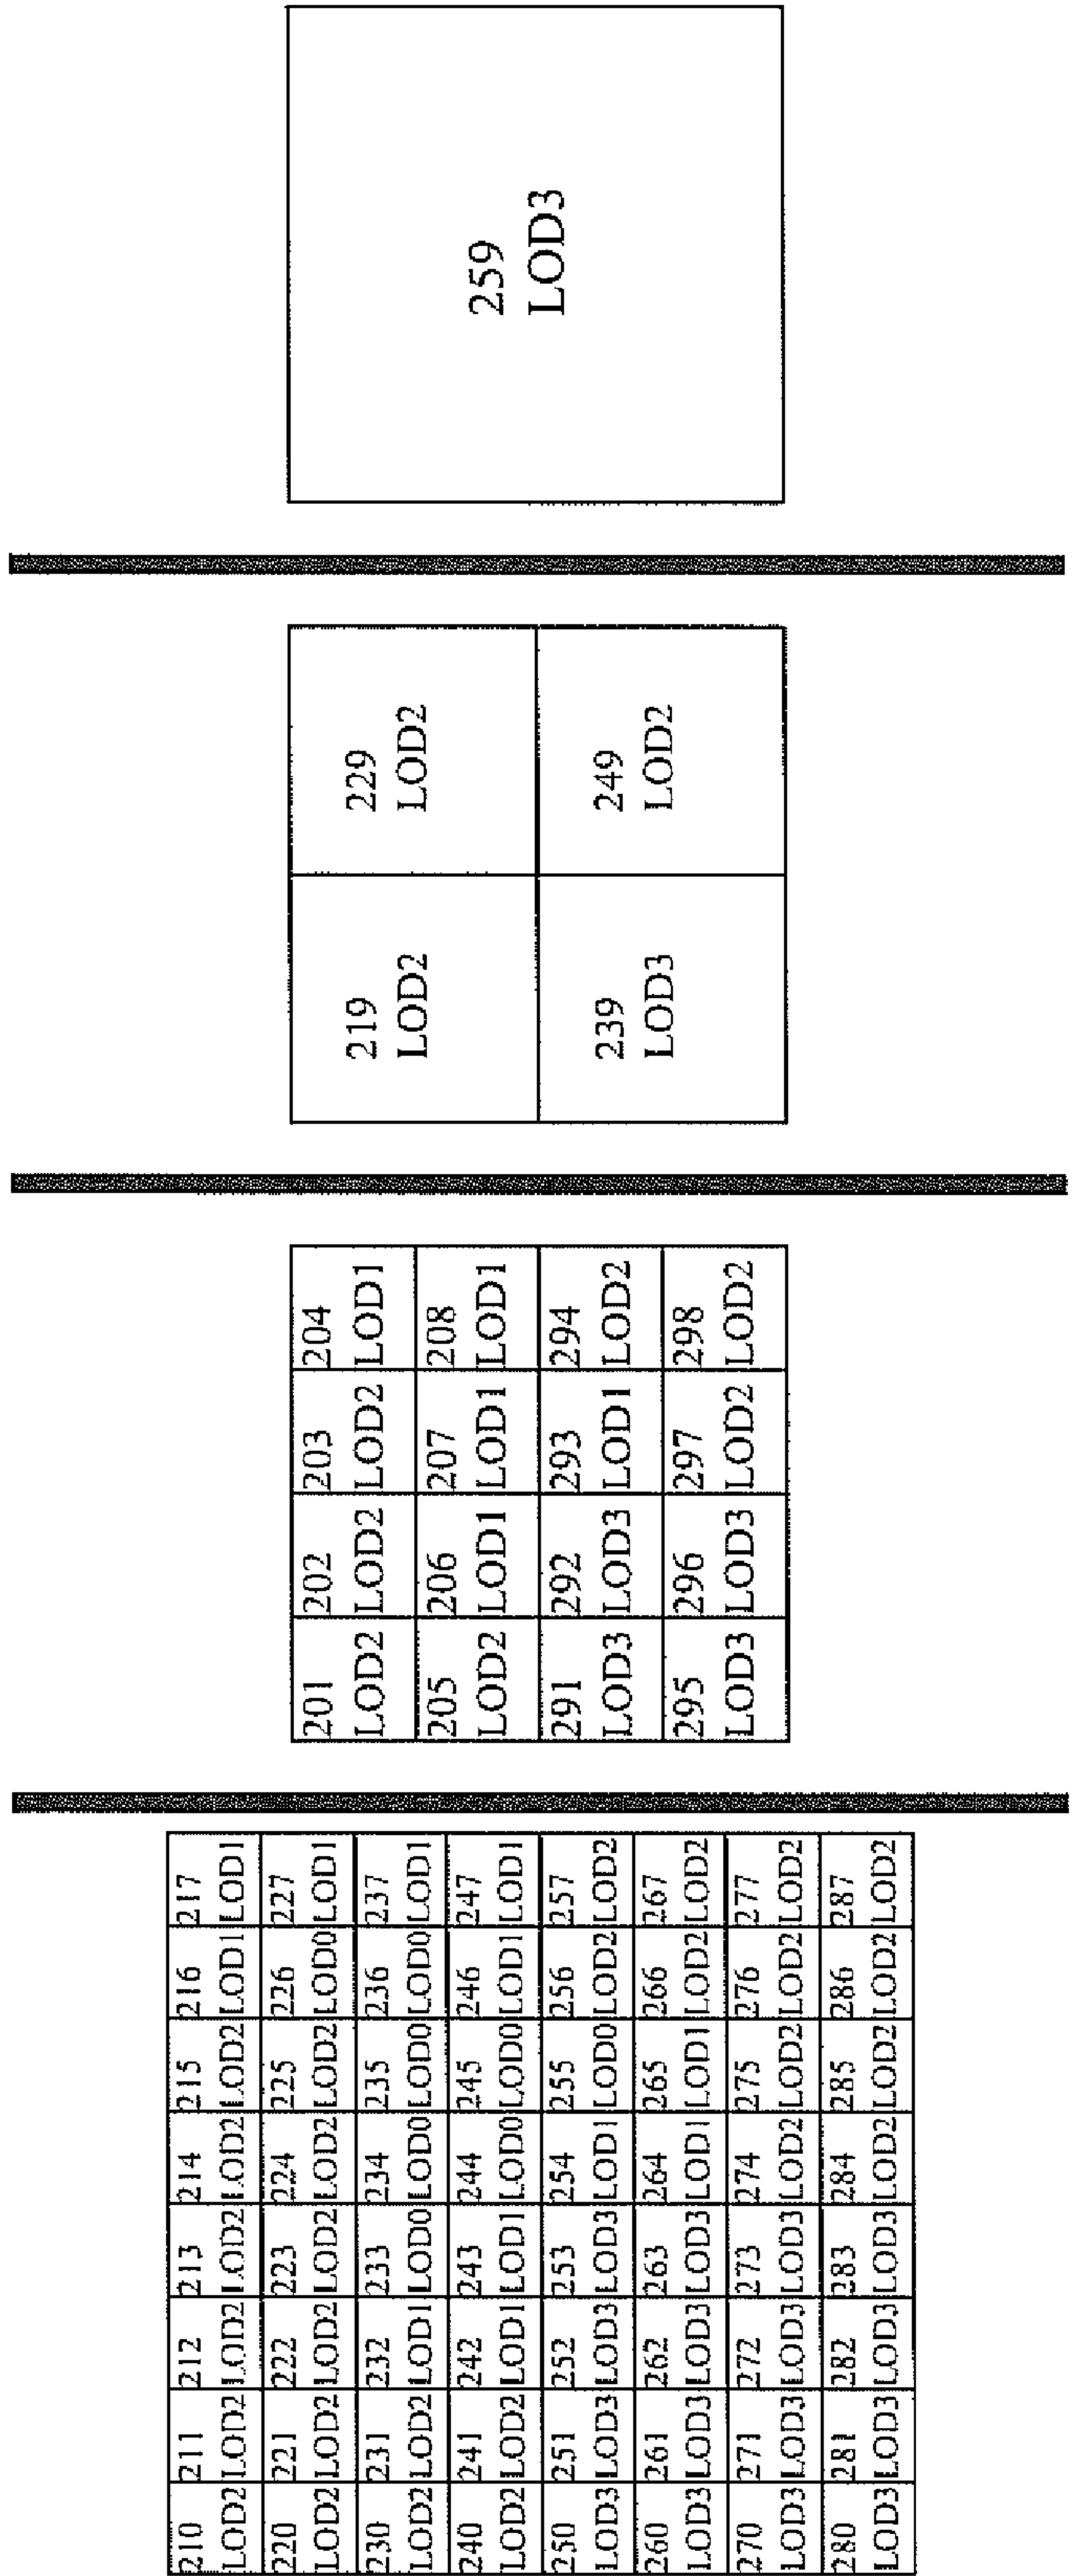 210 211 212 213 214 215 216 217
LOD2 LOD2 LOD2 LOD2 LOD2 LOD2 LOD1 LOD1
220 221 222 223 224 225 226 227
LOD2 LOD2 LOD2 LOD2 LOD2 LOD2 LOD0 LOD1
230 231 232 233 234 235 236 237
LOD2 LOD2 LOD1 LOD0 LOD0 LOD0 LOD0 LOD1
240 241 242 243 244 245 246 247
LOD2 LOD2 LOD1 LOD1 LOD0 LOD0 LOD1 LOD1
250 251 252 253 254 255 256 257
LOD3 LOD3 LOD3 LOD3 LOD1 LOD0 LOD2 LOD2
260 261 262 263 264 265 266 267
LOD3 LOD3 LOD3 LOD3 LOD1 LOD1 LOD2 LOD2
270 271 272 273 274 275 276 277
LOD3 LOD3 LOD3 LOD3 LOD2 LOD2 LOD2 LOD2
280 281 282 283 284 285 286 287
LOD3 LOD3 LOD3 LOD3 LOD2 LOD2 LOD2 LOD2
201 202 203 204
LOD2 LOD2 LOD2 LOD1
205 206 207 208
LOD2 LOD1 LOD1 LOD1
291 292 293 294
LOD3 LOD3 LOD1 LOD2
295 296 297 298
LOD3 LOD3 LOD2 LOD2
219 229
LOD2 LOD2
239 249
LOD3 LOD2
259
LOD3